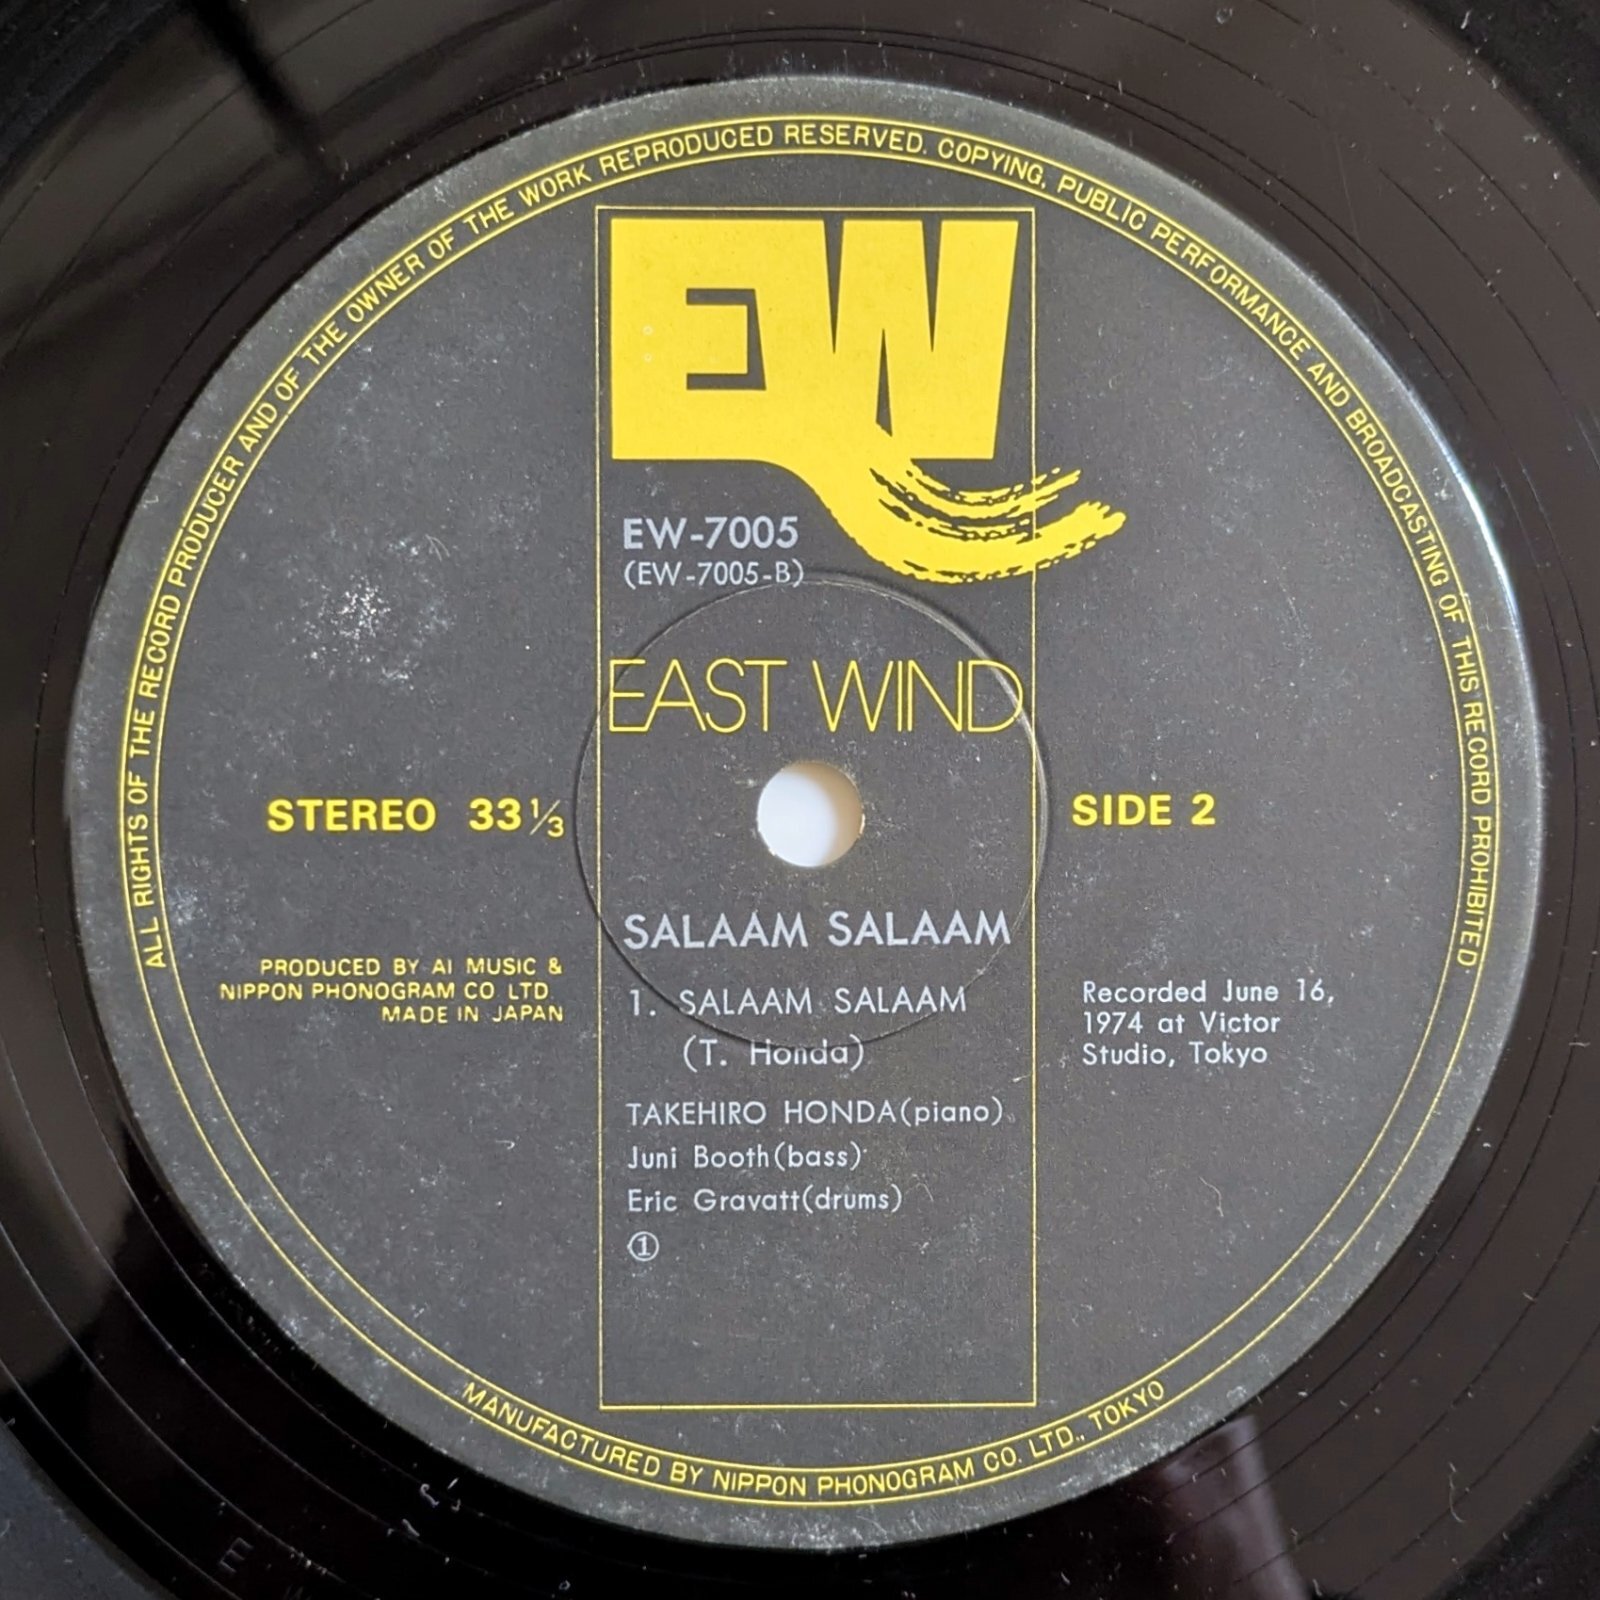 ALL RIGHTS OF THE RECORD PRODUCER AND OF THE OWNER OF THE WORK REPRODUCED RESERVED. COPYING, PUBLIC PERFORMANCE AND BROADCASTING OF THIS RECORD PROHIBITED
EW
EW-7005
(EW-7005-B)
EAST WIND
STEREO 33 1/3
SIDE 2
SALAAM SALAAM
1. SALAAM SALAAM
(T. Honda)
TAKEHIRO HONDA(piano)
Juni Booth(bass)
Eric Gravatt(drums)
①
PRODUCED BY AI MUSIC &
NIPPON PHONOGRAM CO LTD
MADE IN JAPAN
Recorded June 16,
1974 at Victor
Studio, Tokyo
MANUFACTURED BY NIPPON PHONOGRAM CO. LTD., TOKYO